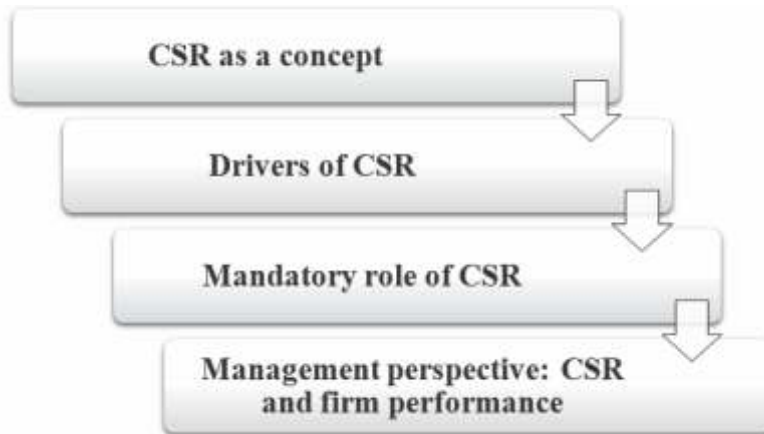 CSR as a concept
Drivers of CSR
Mandatory role of CSR
Management perspective: CSR
and firm performance